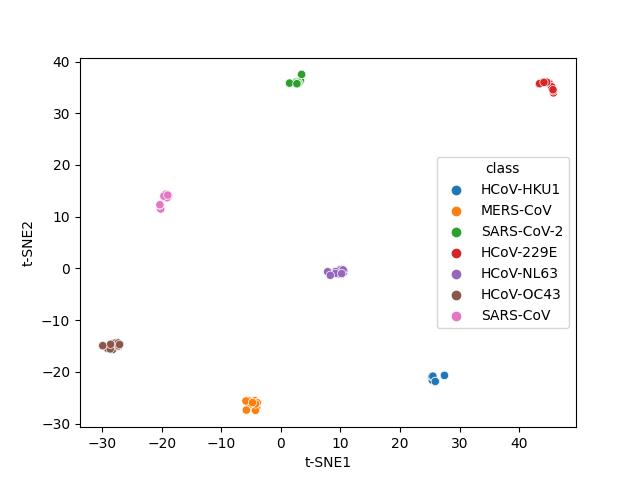 40
30
20
10
0
−10
−20
−30
t-SNE2
class
HCoV-HKU1
MERS-CoV
SARS-CoV-2
HCoV-229E
HCoV-NL63
HCoV-OC43
SARS-CoV
−30 −20 −10 0 10 20 30 40
t-SNE1